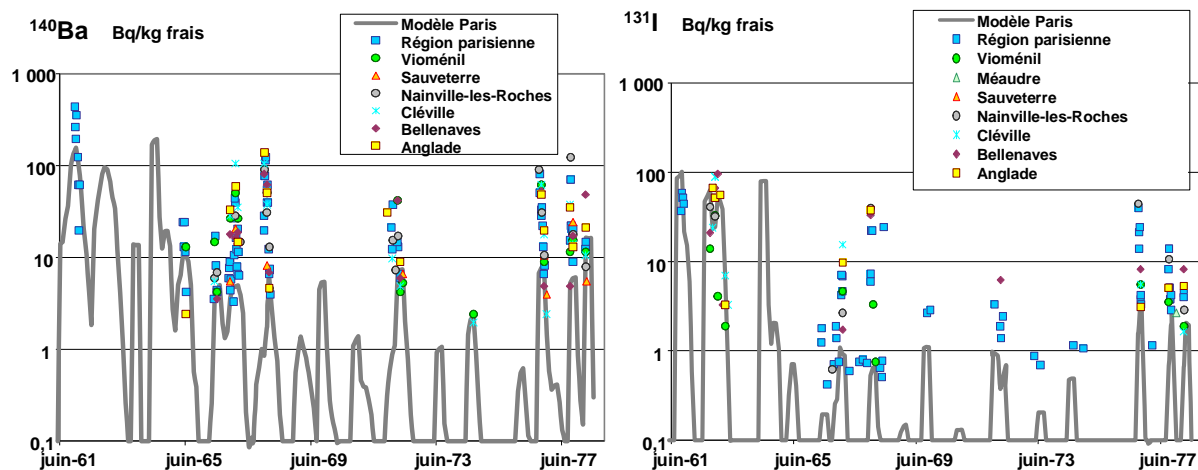 140Ba Bq/kg frais
Modèle Paris
Région parisienne
Vioménil
Sauveterre
Nainville-les-Roches
Cléville
Bellenaves
Anglade
1 000
100
10
1
0,1
juin-61
juin-65
juin-69
juin-73
juin-77
131I Bq/kg frais
Modèle Paris
Région parisienne
Vioménil
Méaudre
Sauveterre
Nainville-les-Roches
Cléville
Bellenaves
Anglade
1 000
100
10
1
0,1
juin-61
juin-65
juin-69
juin-73
juin-77